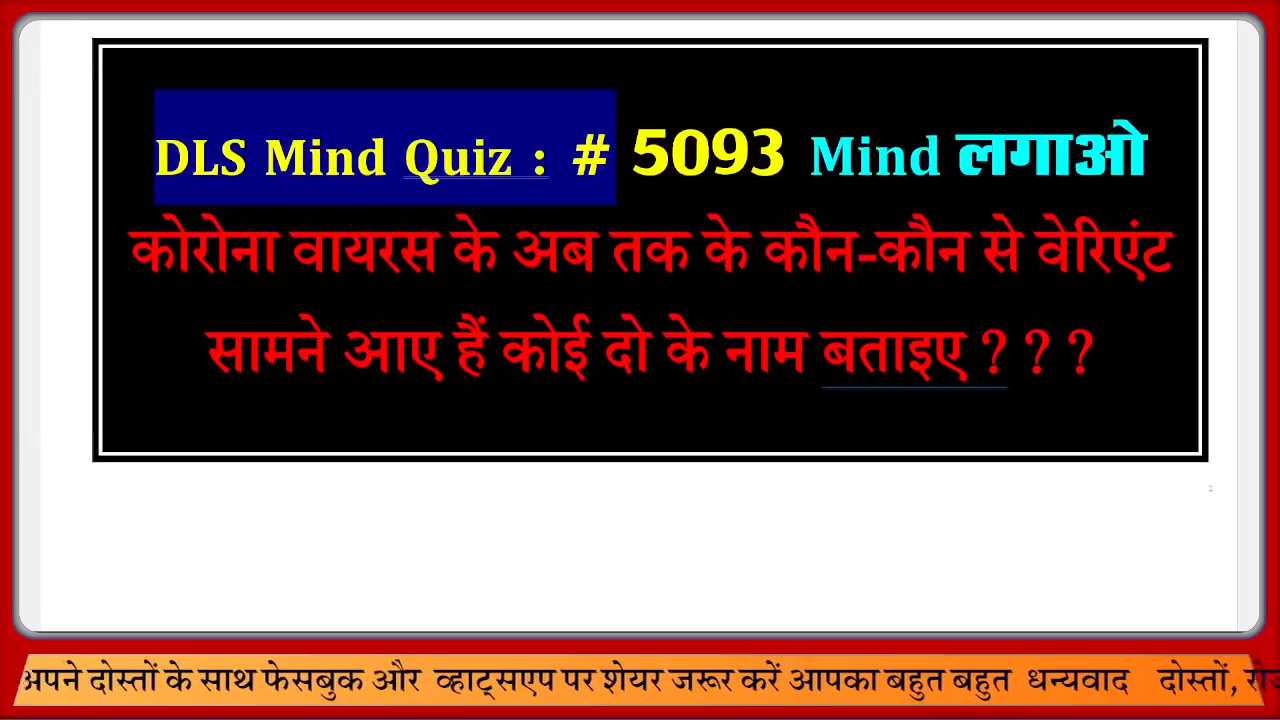 DLS Mind Quiz : # 5093 Mind लगाओ
कोरोना वायरस के अब तक के कौन-कौन से वेरिएंट
सामने आए हैं कोई दो के नाम बताइए ? ? ?
अपने दोस्तों के साथ फेसबुक और व्हाट्सएप पर शेयर जरूर करें आपका बहुत बहुत धन्यवाद दोस्तों,